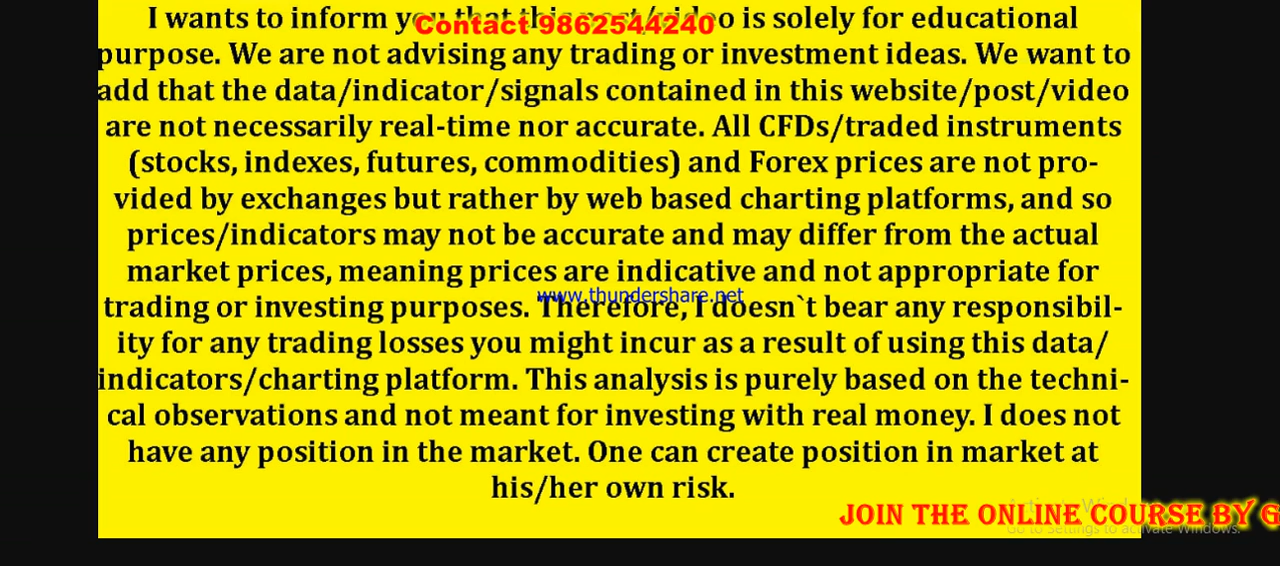 I wants to inform you that this post/video is solely for educational
Contact 9862544240
purpose. We are not advising any trading or investment ideas. We want to
add that the data/indicator/signals contained in this website/post/video
are not necessarily real-time nor accurate. All CFDs/traded instruments
(stocks, indexes, futures, commodities) and Forex prices are not pro-
vided by exchanges but rather by web based charting platforms, and so
prices/indicators may not be accurate and may differ from the actual
market prices, meaning prices are indicative and not appropriate for
www.thundershare.net
trading or investing purposes. Therefore, I doesn`t bear any responsibil-
ity for any trading losses you might incur as a result of using this data/
indicators/charting platform. This analysis is purely based on the techni-
cal observations and not meant for investing with real money. I does not
have any position in the market. One can create position in market at
his/her own risk.
Activate Windows
JOIN THE ONLINE COURSE BY G
Go to Settings to activate Windows.